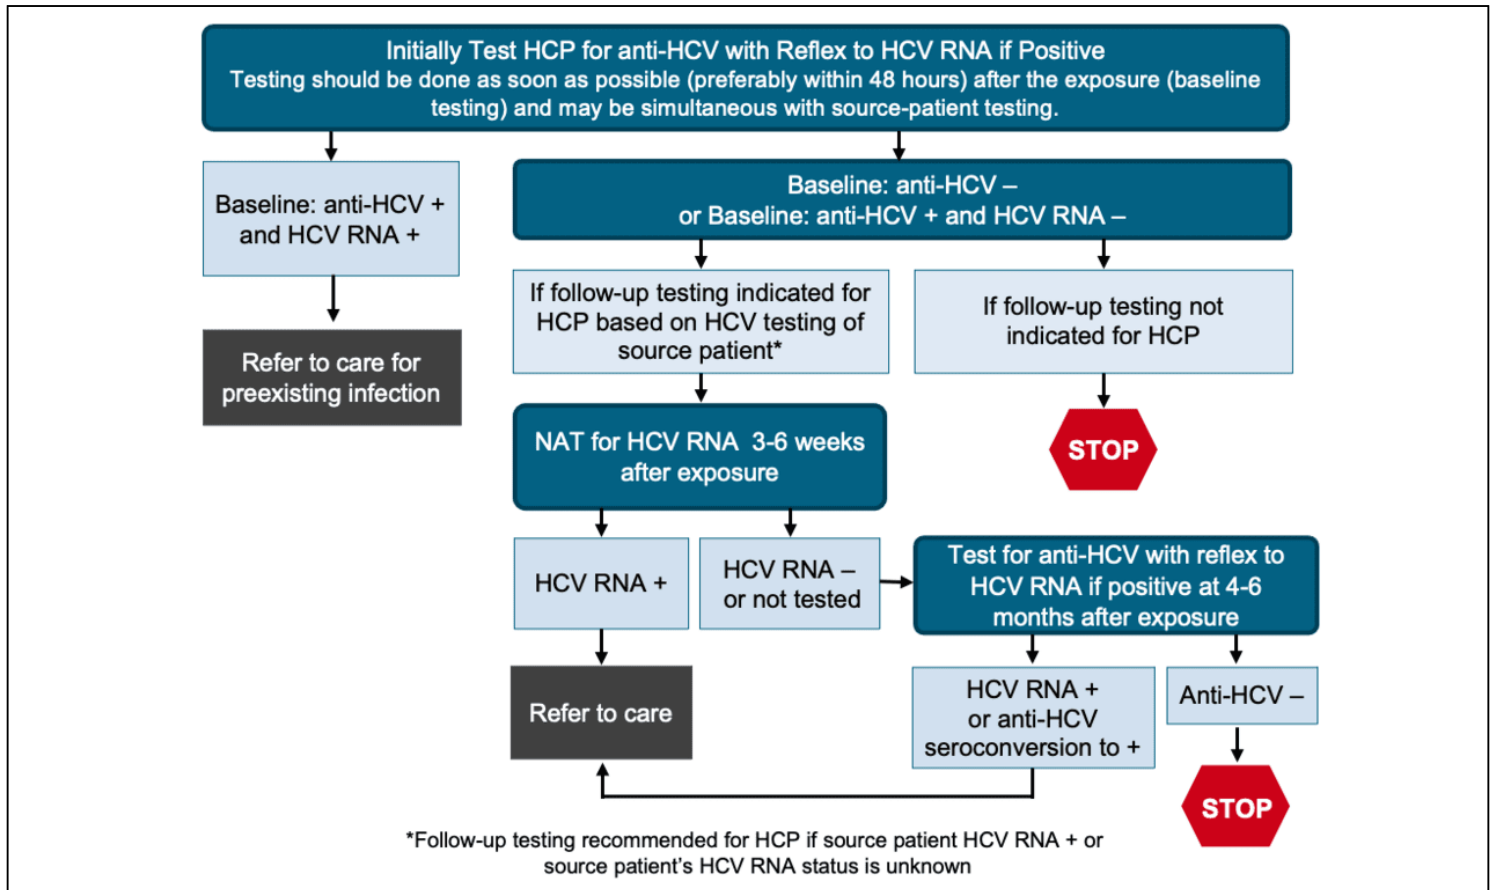 Initially Test HCP for anti-HCV with Reflex to HCV RNA if Positive
Testing should be done as soon as possible (preferably within 48 hours) after the exposure (baseline
testing) and may be simultaneous with source-patient testing.
Baseline: anti-HCV +
and HCV RNA +
Refer to care for
preexisting infection
Baseline: anti-HCV –
or Baseline: anti-HCV + and HCV RNA –
If follow-up testing indicated for
HCP based on HCV testing of
source patient*
If follow-up testing not
indicated for HCP
STOP
NAT for HCV RNA 3-6 weeks
after exposure
HCV RNA +
HCV RNA –
or not tested
Refer to care
Test for anti-HCV with reflex to
HCV RNA if positive at 4-6
months after exposure
HCV RNA +
or anti-HCV
seroconversion to +
Anti-HCV –
STOP
*Follow-up testing recommended for HCP if source patient HCV RNA + or
source patient's HCV RNA status is unknown